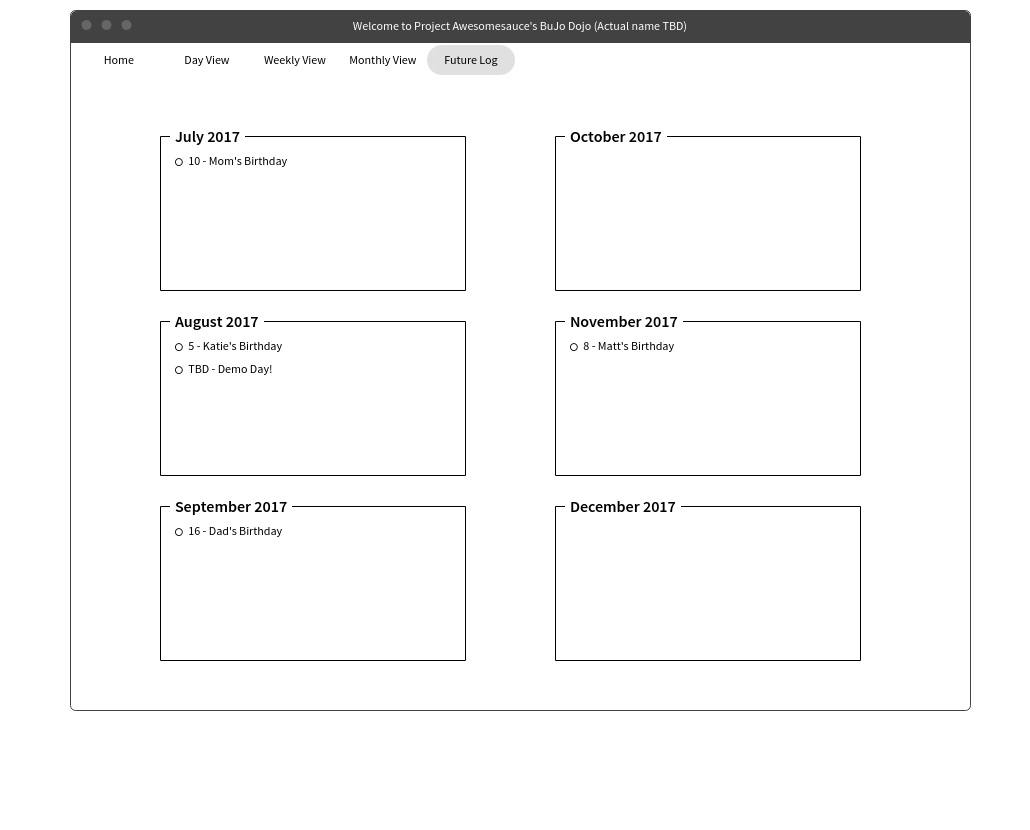 Welcome to Project Awesomesauce's BuJo Dojo (Actual name TBD)
Home Day View Weekly View Monthly View Future Log
July 2017
10 - Mom's Birthday
August 2017
5 - Katie's Birthday
TBD - Demo Day!
September 2017
16 - Dad's Birthday
October 2017
November 2017
8 - Matt's Birthday
December 2017